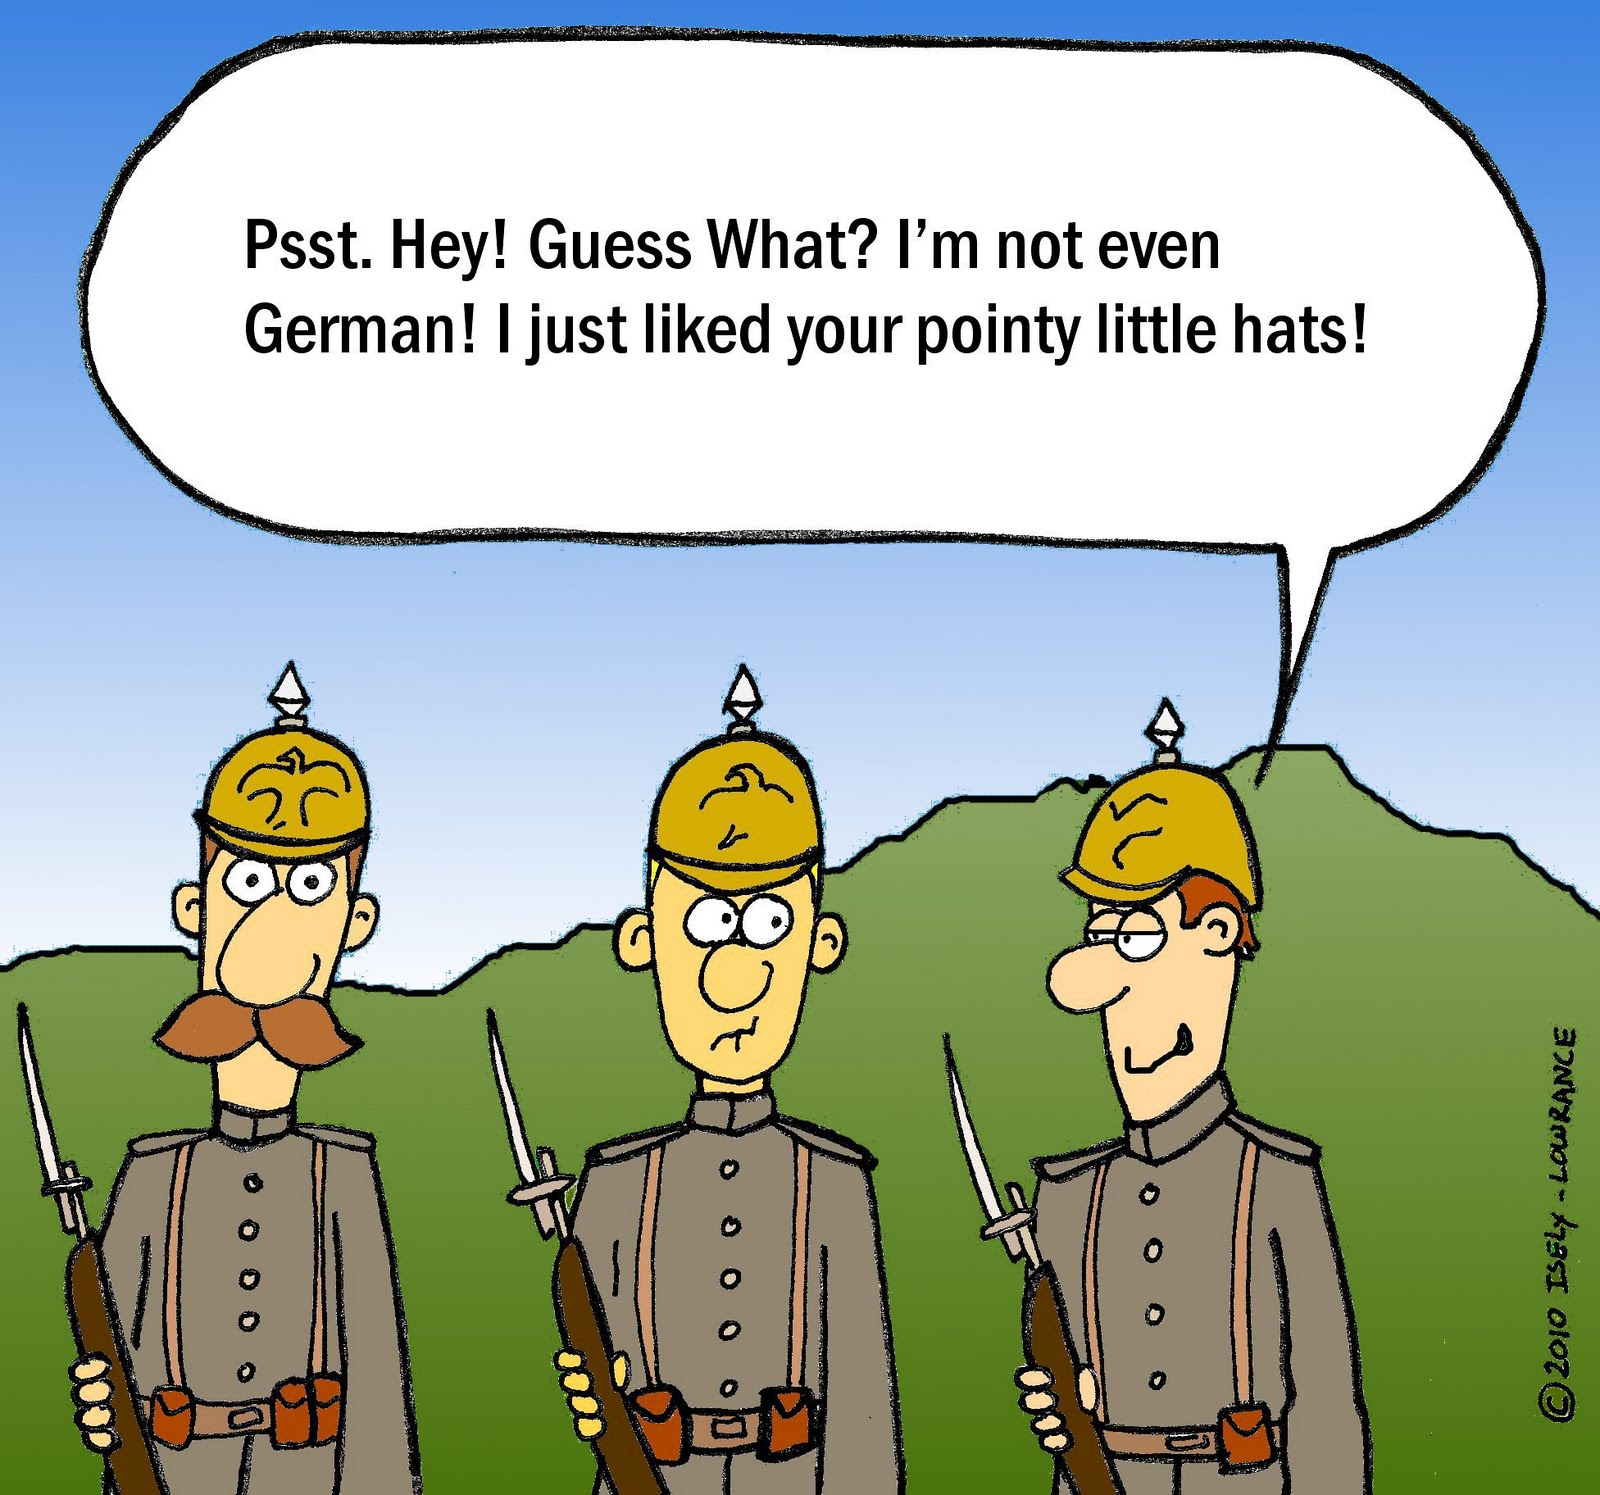 Psst. Hey! Guess What? I’m not even
German! I just liked your pointy little hats!
©2010 ISELY-LOWRANCE